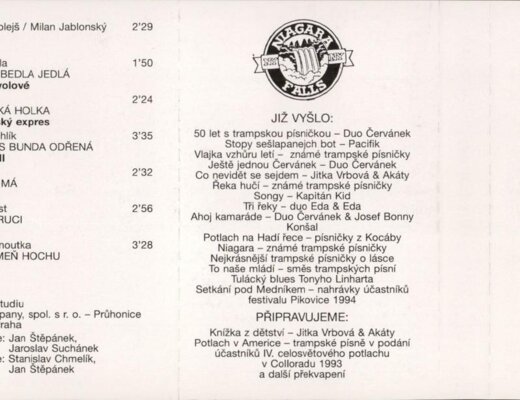 olejš / Milan Jablonský 2'29
la 1'50
BEDLA JEDLÁ
volové
2'24
KÁ HOLKA
ský expres
hlík 3'35
S BUNDA ODŘENÁ
ll
2'32
MÁ
st 2'56
RUCI
noutka 3'28
MEŇ HOCHU
tudiu
pany, spol. s r. o. – Průhonice
raha
e: Jan Štěpánek,
Jaroslav Suchánek
e: Stanislav Chmelík,
Jan Štěpánek
NIAGARA
FALLS
JIŽ VYŠLO:
50 let s trampskou písničkou – Duo Červánek
Stopy sešlapanejch bot – Pacifik
Vlajka vzhůru letí – známé trampské písničky
Ještě jednou Červánek – Duo Červánek
Co nevidět se sejdem – Jitka Vrbová & Akáty
Řeka hučí – známé trampské písničky
Songy – Kapitán Kid
Tři řeky – duo Eda & Eda
Ahoj kamaráde – Duo Červánek & Josef Bonny
Konšal
Potlach na Hadí řece – písničky z Kocáby
Niagara – známé trampské písničky
Nejkrásnější trampské písničky o lásce
To naše mládí – směs trampských písní
Tulácký blues Tonyho Linharta
Setkání pod Medníkem – nahrávky účastníků
festivalu Pikovice 1994
PŘIPRAVUJEME:
Knížka z dětství – Jitka Vrbová & Akáty
Potlach v Americe – trampské písně v podání
účastníků IV. celosvětového potlachu
v Colloradu 1993
a další překvapení